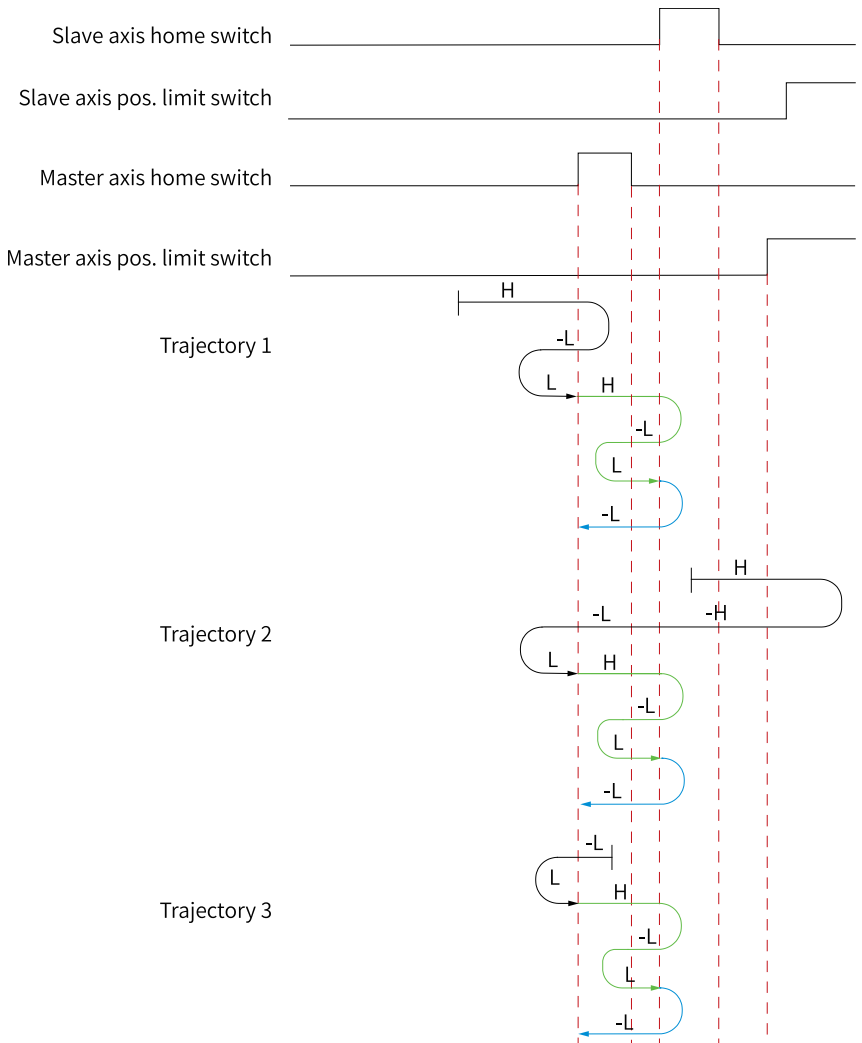 Slave axis home switch
Slave axis pos. limit switch
Master axis home switch
Master axis pos. limit switch
H
Trajectory 1
-L
L H
-L
L
-L
H
-L -H
Trajectory 2
L H
-L
L
-L
-L
L
H
Trajectory 3
-L
L
-L